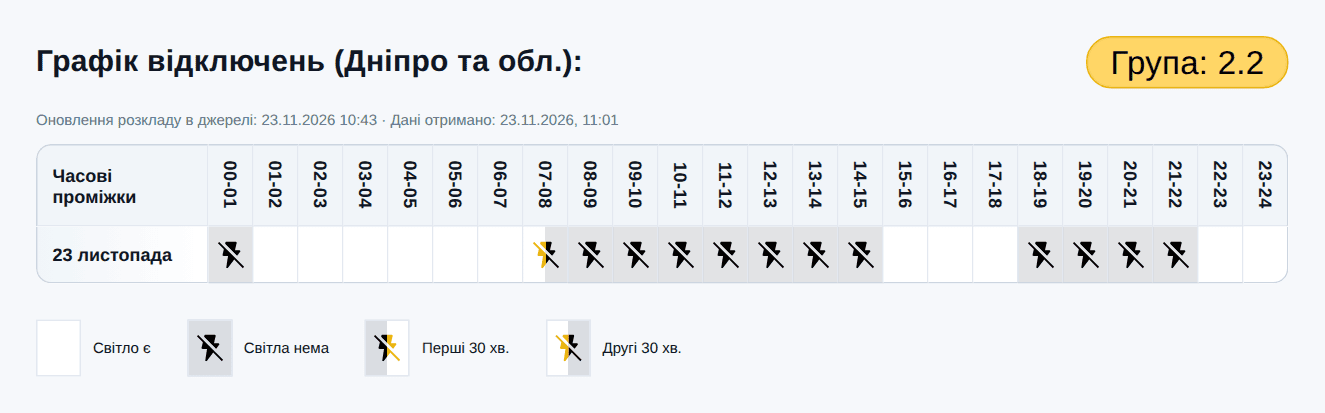 Графік відключень (Дніпро та обл.):
Група: 2.2
Оновлення розкладу в джерелі: 23.11.2026 10:43 · Дані отримано: 23.11.2026, 11:01
Часові
проміжки
00-01
01-02
02-03
03-04
04-05
05-06
06-07
07-08
08-09
09-10
10-11
11-12
12-13
13-14
14-15
15-16
16-17
17-18
18-19
19-20
20-21
21-22
22-23
23-24
23 листопада
Світло є
Світла нема
Перші 30 хв.
Другі 30 хв.